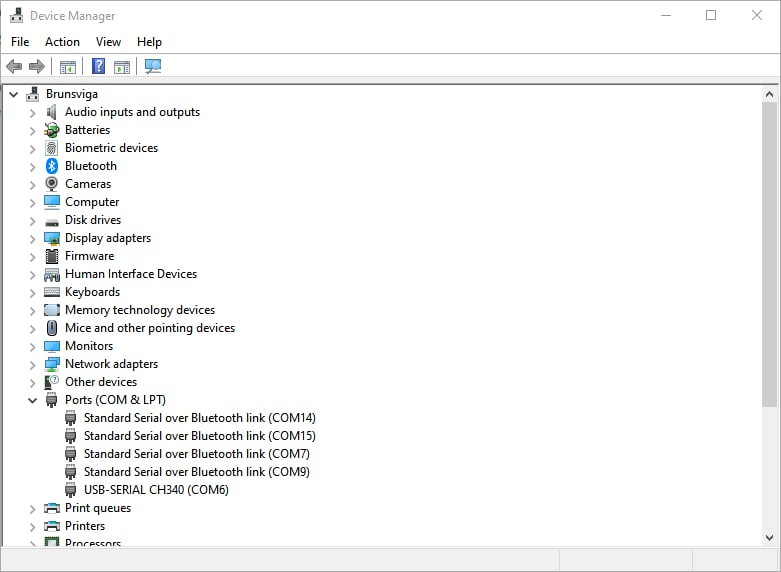 Device Manager
File Action View Help
Brunsviga
Audio inputs and outputs
Batteries
Biometric devices
Bluetooth
Cameras
Computer
Disk drives
Display adapters
Firmware
Human Interface Devices
Keyboards
Memory technology devices
Mice and other pointing devices
Monitors
Network adapters
Other devices
Ports (COM & LPT)
Standard Serial over Bluetooth link (COM14)
Standard Serial over Bluetooth link (COM15)
Standard Serial over Bluetooth link (COM7)
Standard Serial over Bluetooth link (COM9)
USB-SERIAL CH340 (COM6)
Print queues
Printers
Processors